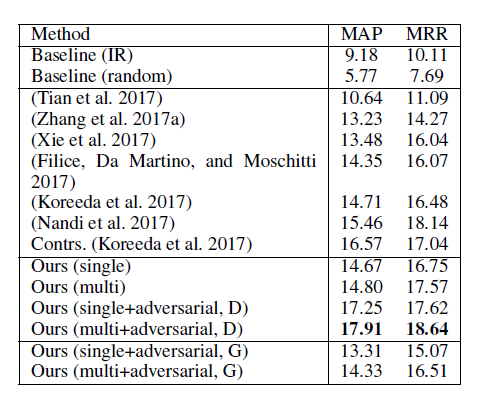 Method MAP MRR
Baseline (IR) 9.18 10.11
Baseline (random) 5.77 7.69
(Tian et al. 2017) 10.64 11.09
(Zhang et al. 2017a) 13.23 14.27
(Xie et al. 2017) 13.48 16.04
(Filice, Da Martino, and Moschitti 14.35 16.07
2017)
(Koreeda et al. 2017) 14.71 16.48
(Nandi et al. 2017) 15.46 18.14
Contrs. (Koreeda et al. 2017) 16.57 17.04
Ours (single) 14.67 16.75
Ours (multi) 14.80 17.57
Ours (single+adversarial, D) 17.25 17.62
Ours (multi+adversarial, D) 17.91 18.64
Ours (single+adversarial, G) 13.31 15.07
Ours (multi+adversarial, G) 14.33 16.51